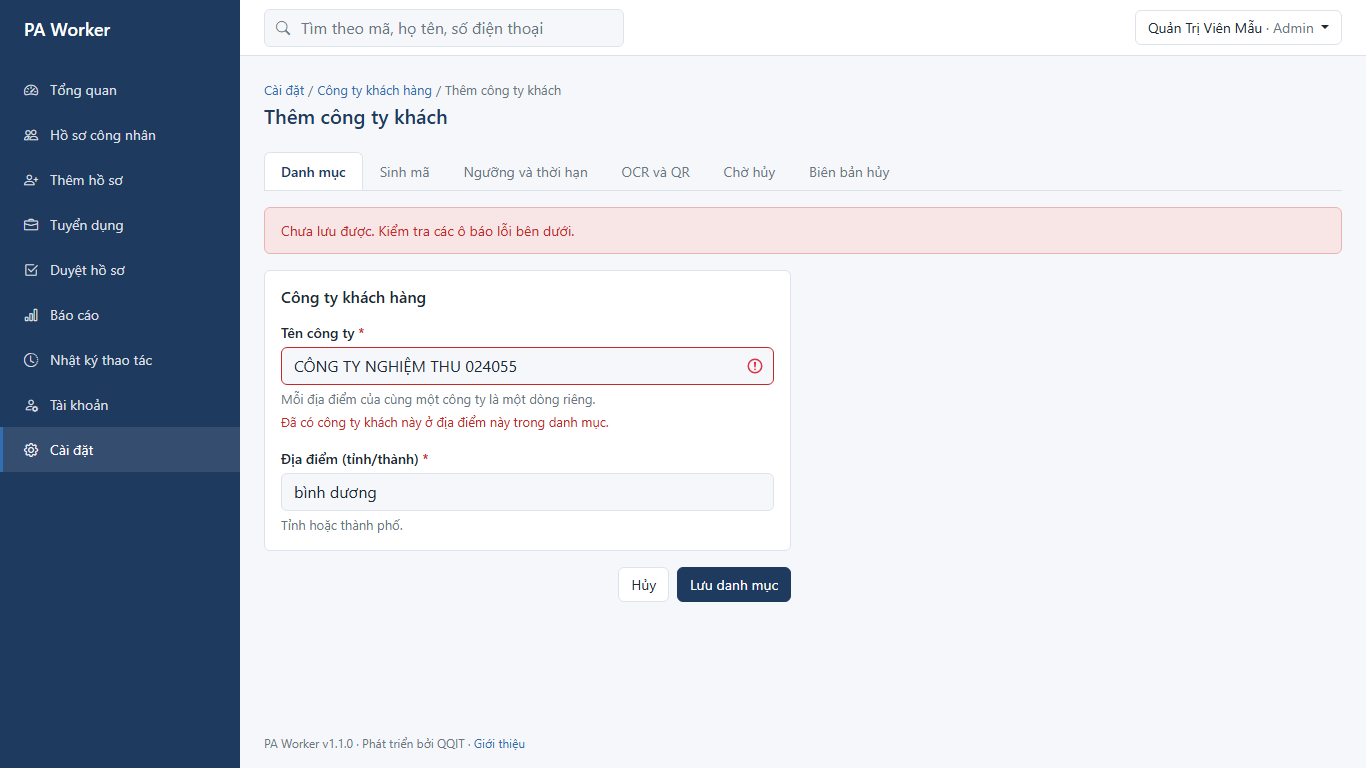 PA Worker
Tìm theo mã, họ tên, số điện thoại
Quản Trị Viên Mẫu · Admin
Tổng quan
Hồ sơ công nhân
Thêm hồ sơ
Tuyển dụng
Duyệt hồ sơ
Báo cáo
Nhật ký thao tác
Tài khoản
Cài đặt
Cài đặt / Công ty khách hàng / Thêm công ty khách
Thêm công ty khách
Danh mục
Sinh mã
Ngưỡng và thời hạn
OCR và QR
Chờ hủy
Biên bản hủy
Chưa lưu được. Kiểm tra các ô báo lỗi bên dưới.
Công ty khách hàng
Tên công ty *
CÔNG TY NGHIỆM THU 024055
Mỗi địa điểm của cùng một công ty là một dòng riêng.
Đã có công ty khách này ở địa điểm này trong danh mục.
Địa điểm (tỉnh/thành) *
bình dương
Tỉnh hoặc thành phố.
Hủy
Lưu danh mục
PA Worker v1.1.0 · Phát triển bởi QQIT · Giới thiệu